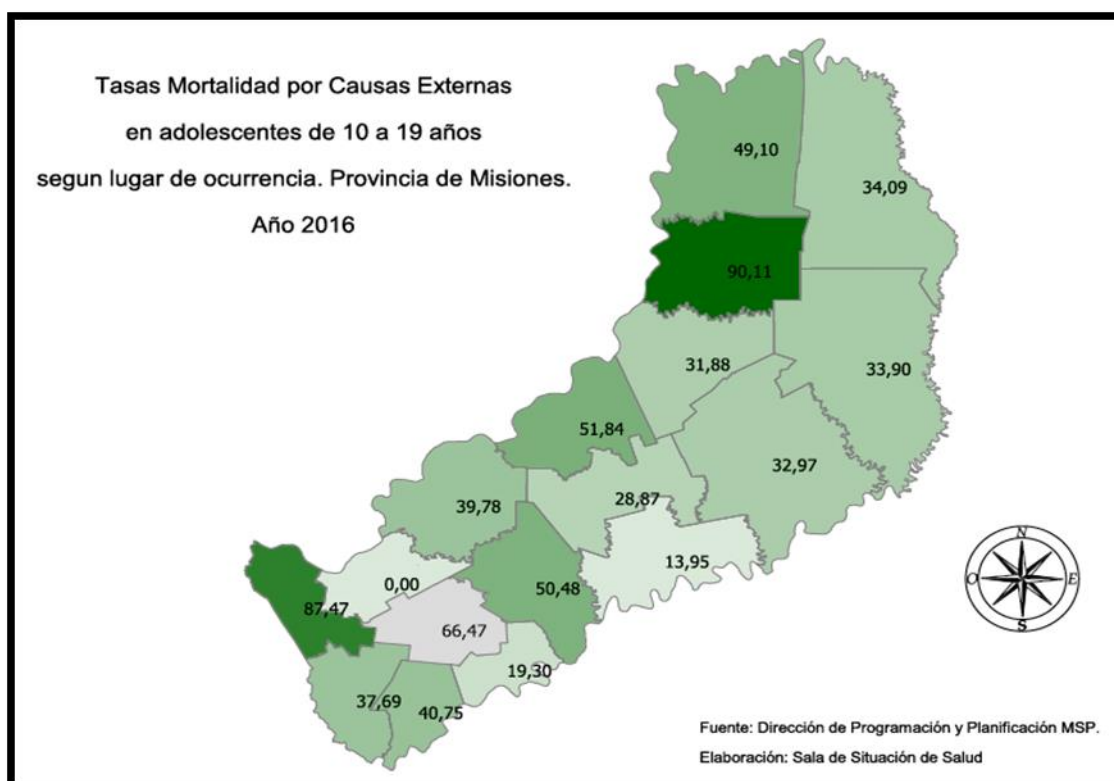 Tasas Mortalidad por Causas Externas
en adolescentes de 10 a 19 años
segun lugar de ocurrencia. Provincia de Misiones.
Año 2016
49,10
34,09
90,11
31,88
33,90
51,84
32,97
39,78
28,87
13,95
0,00
50,48
87,47
66,47
19,30
37,69
40,75
N
O
E
S
Fuente: Dirección de Programación y Planificación MSP.
Elaboración: Sala de Situación de Salud